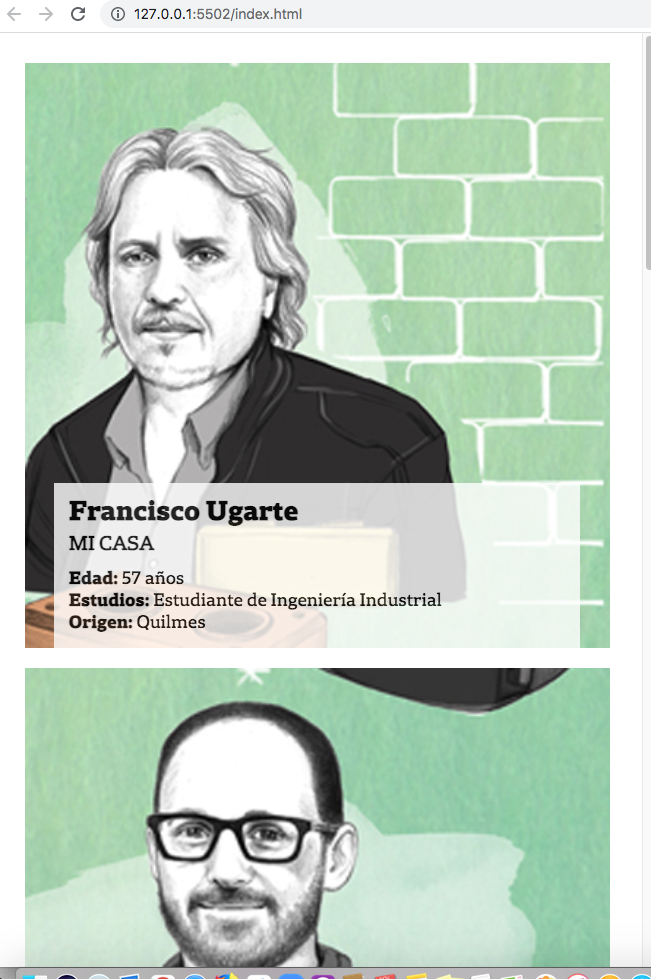 127.0.0.1:5502/index.html
Francisco Ugarte
MI CASA
Edad: 57 años
Estudios: Estudiante de Ingeniería Industrial
Origen: Quilmes